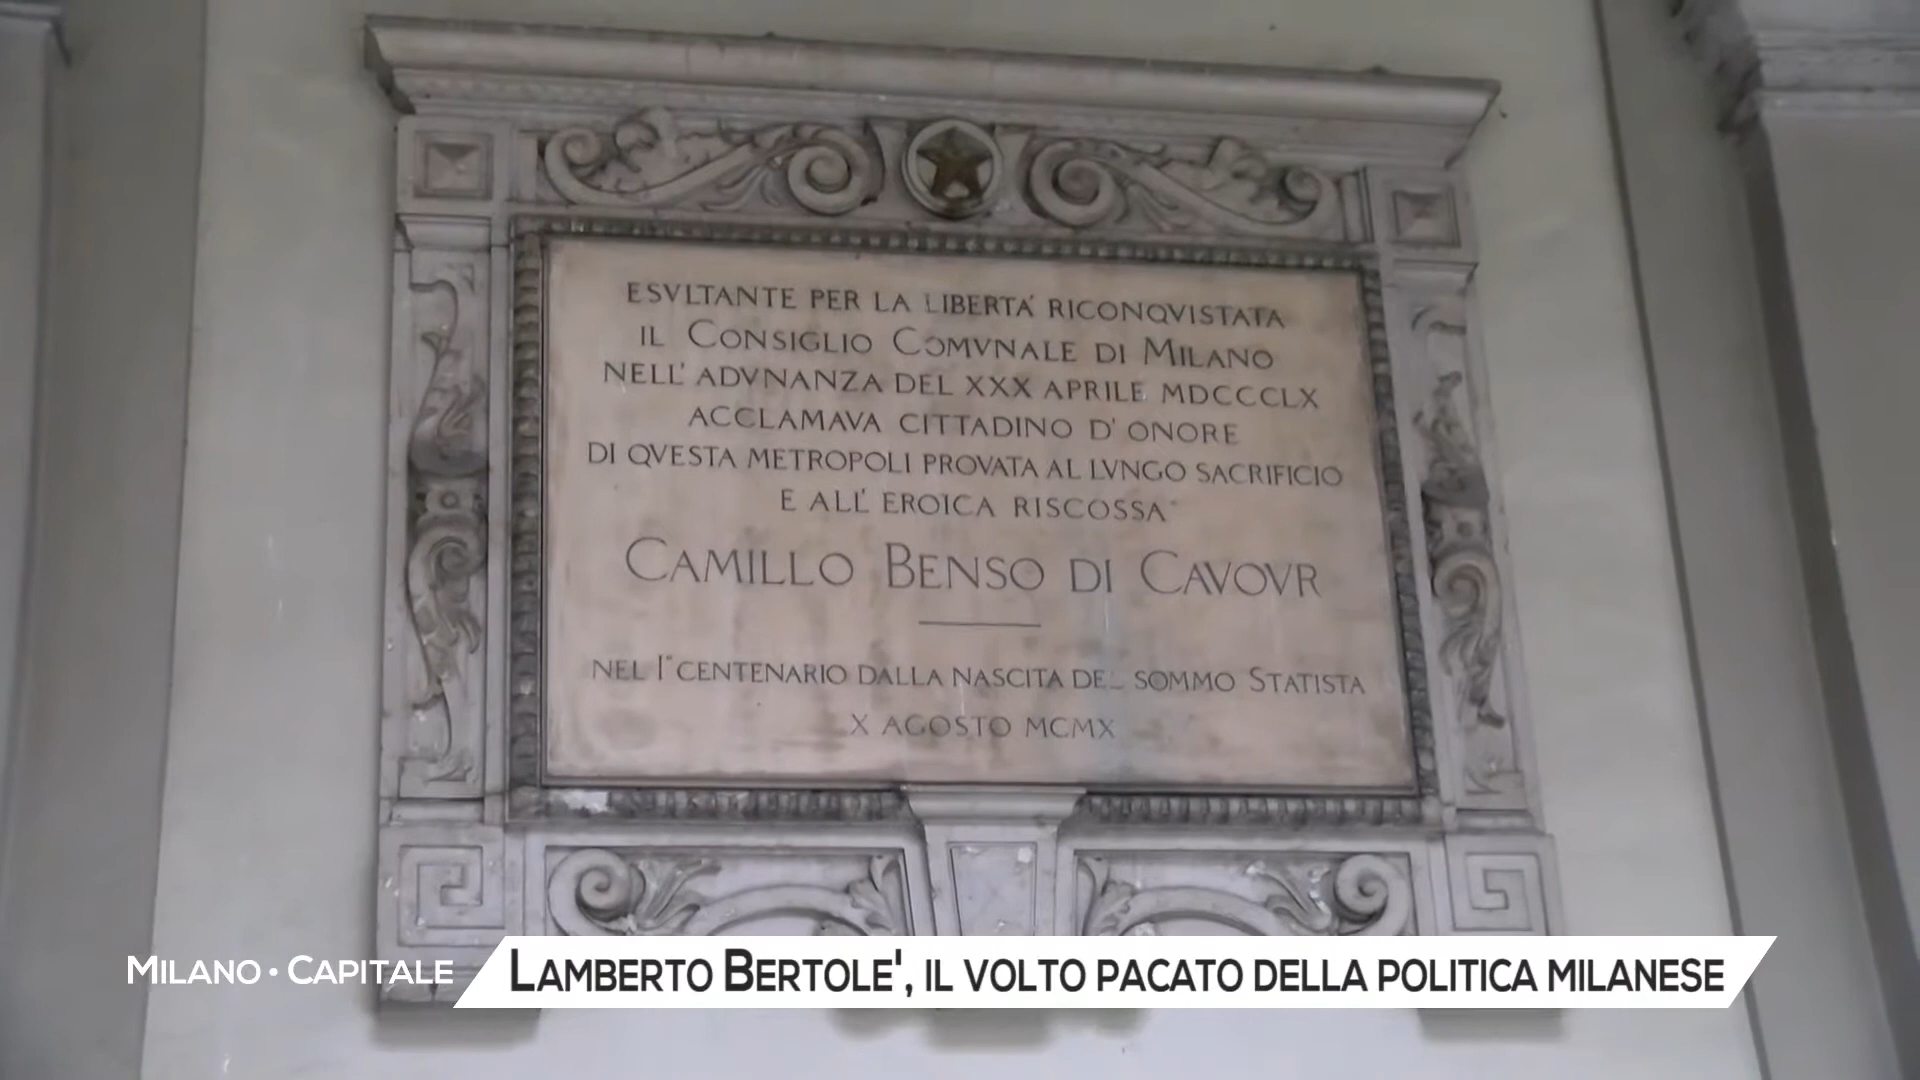 ESVLTANTE PER LA LIBERTÀ RICONQVISTATA
IL CONSIGLIO COMVNALE DI MILANO
NELL' ADVNANZA DEL XXX APRILE MDCCCLX
ACCLAMAVA CITTADINO D' ONORE
DI QVESTA METROPOLI PROVATA AL LVNGO SACRIFICIO
E ALL' EROICA RISCOSSA
CAMILLO BENSO DI CAVOVR
NEL I° CENTENARIO DALLA NASCITA DEL SOMMO STATISTA
X AGOSTO MCMX
MILANO • CAPITALE
LAMBERTO BERTOLE', IL VOLTO PACATO DELLA POLITICA MILANESE